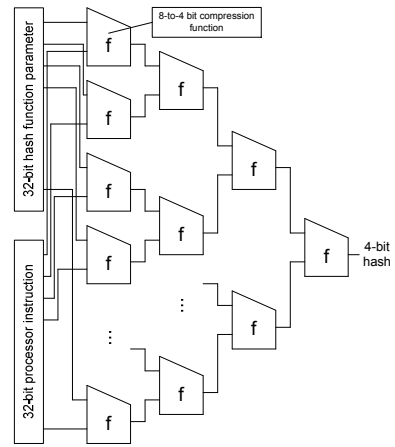 8-to-4 bit compression
function
32-bit hash function parameter
f
f
f
f
f
f
f
f
f
4-bit
hash
32-bit processor instruction
...
...
f
f
f